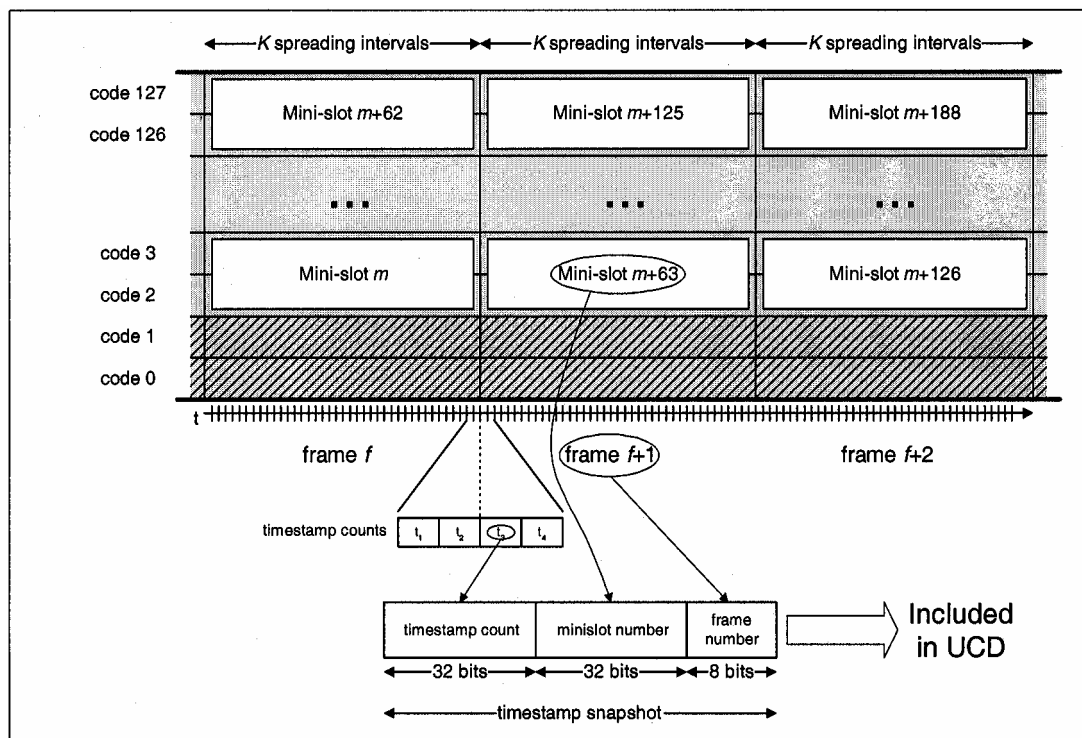 K spreading intervals K spreading intervals K spreading intervals
code 127
code 126
Mini-slot m+62 Mini-slot m+125 Mini-slot m+188
... ... ...
code 3
code 2
Mini-slot m Mini-slot m+63 Mini-slot m+126
code 1
code 0
t
frame f frame f+1 frame f+2
timestamp counts t₁ t₂ t₃ t₄
timestamp count minislot number frame number
Included
in UCD
32 bits 32 bits 8 bits
timestamp snapshot